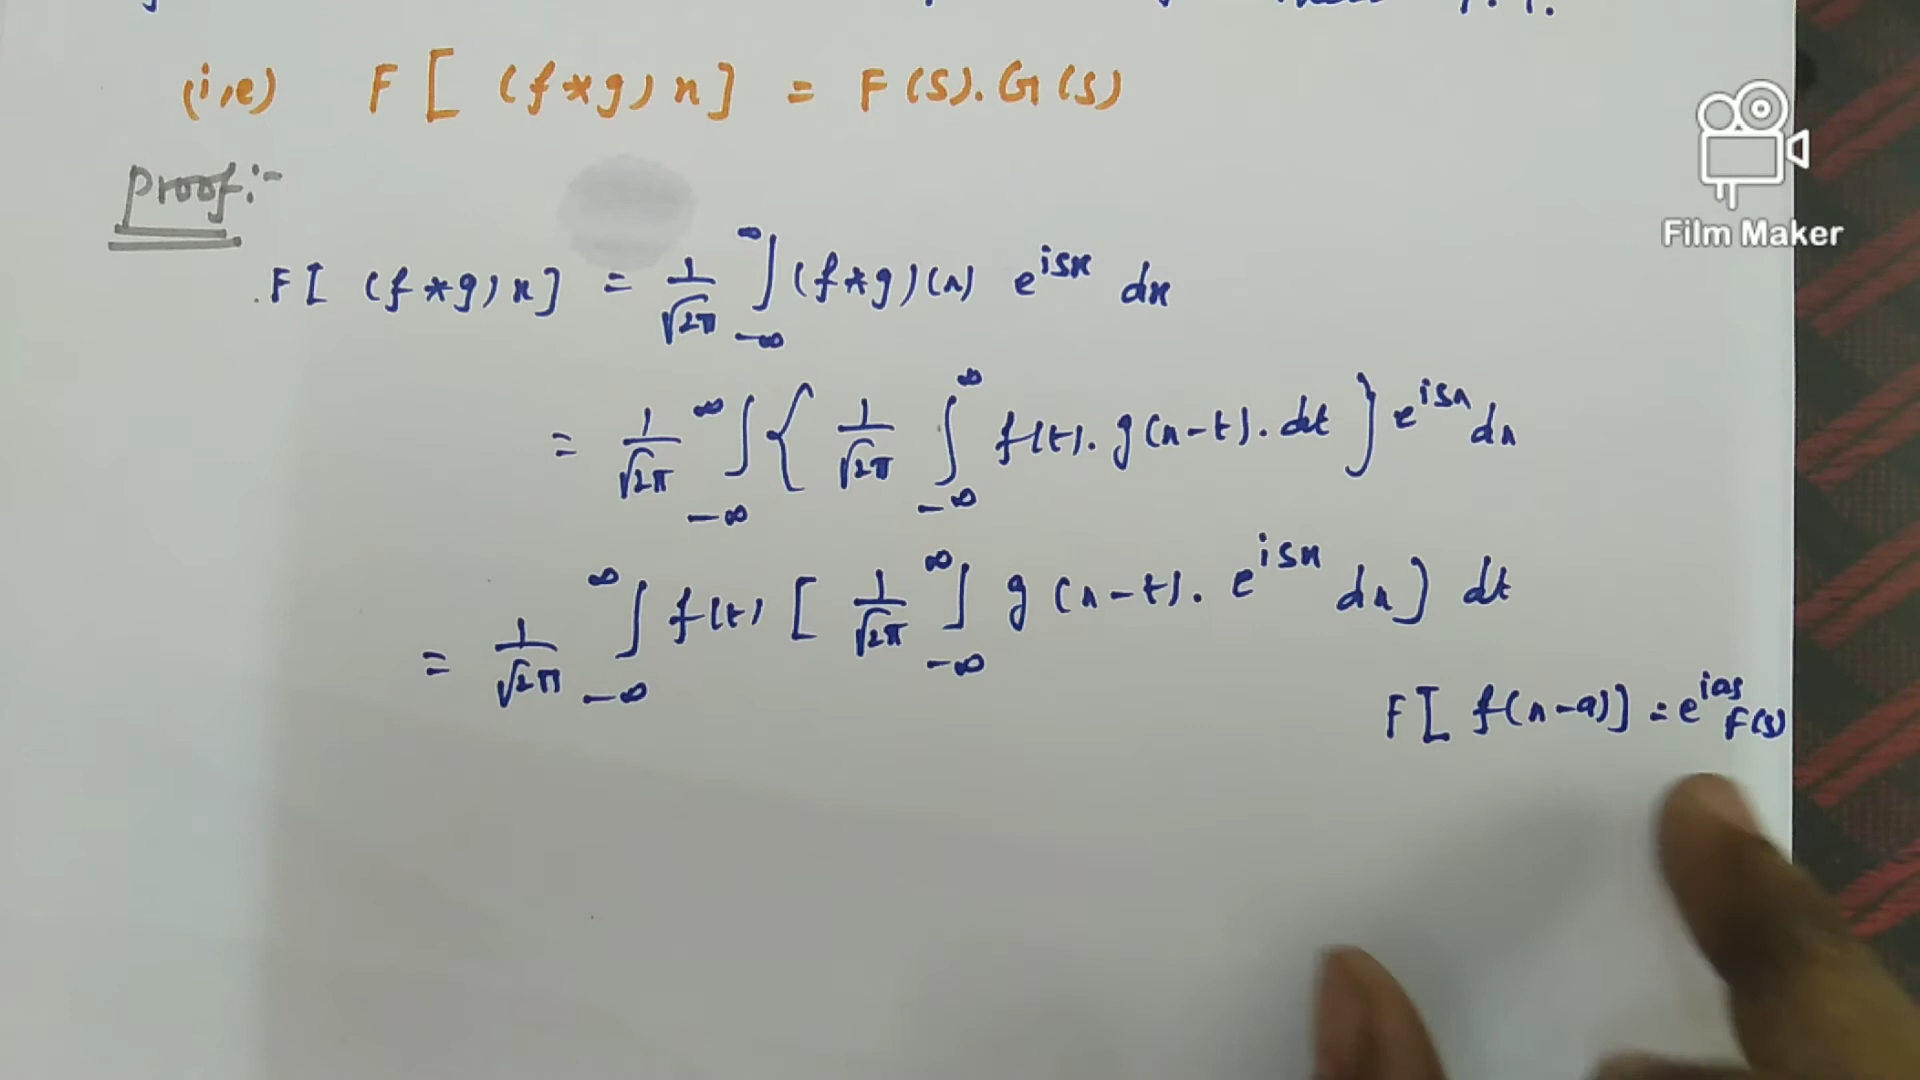 (i,e) F[(f*g)x] = F(s).G(s)
Proof:-
F[(f*g)x] = 1/√2π ∫_{-∞}^{∞} (f*g)(x) e^{isx} dx
= 1/√2π ∫_{-∞}^{∞} { 1/√2π ∫_{-∞}^{∞} f(t).g(x-t).dt } e^{isx} dx
= 1/√2π ∫_{-∞}^{∞} f(t) [ 1/√2π ∫_{-∞}^{∞} g(x-t).e^{isx} dx ] dt
F[f(x-a)] = e^{ias} F(s)
Film Maker